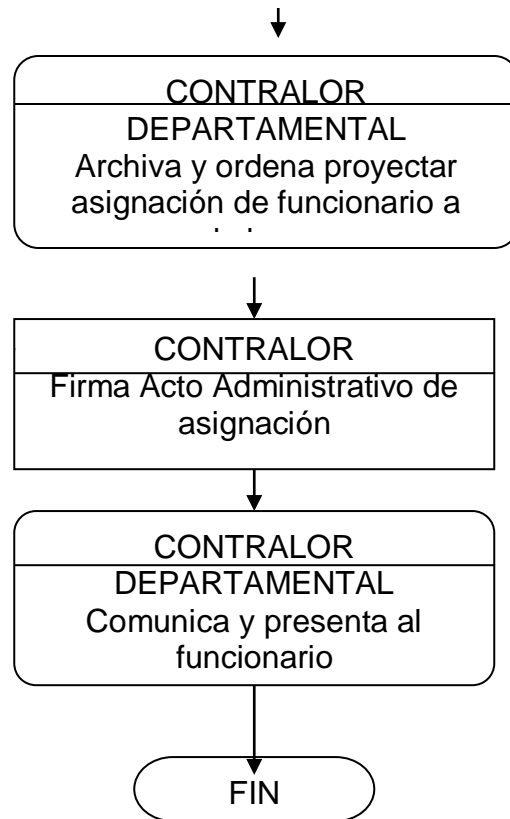 CONTRALOR
DEPARTAMENTAL
Archiva y ordena proyectar
asignación de funcionario a
CONTRALOR
Firma Acto Administrativo de
asignación
CONTRALOR
DEPARTAMENTAL
Comunica y presenta al
funcionario
FIN